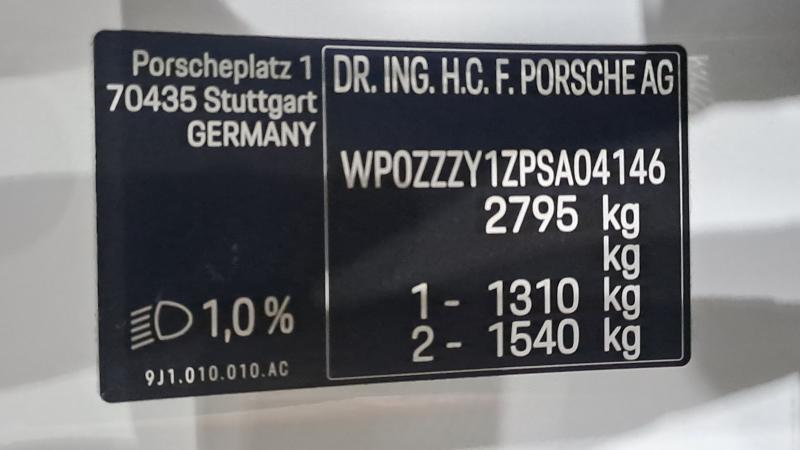 Porscheplatz 1
70435 Stuttgart
GERMANY
1,0 %
9J1.010.010.AC
DR. ING. H.C. F. PORSCHE AG
WP0ZZZY1ZPSA04146
2795 kg
kg
1 - 1310 kg
2 - 1540 kg